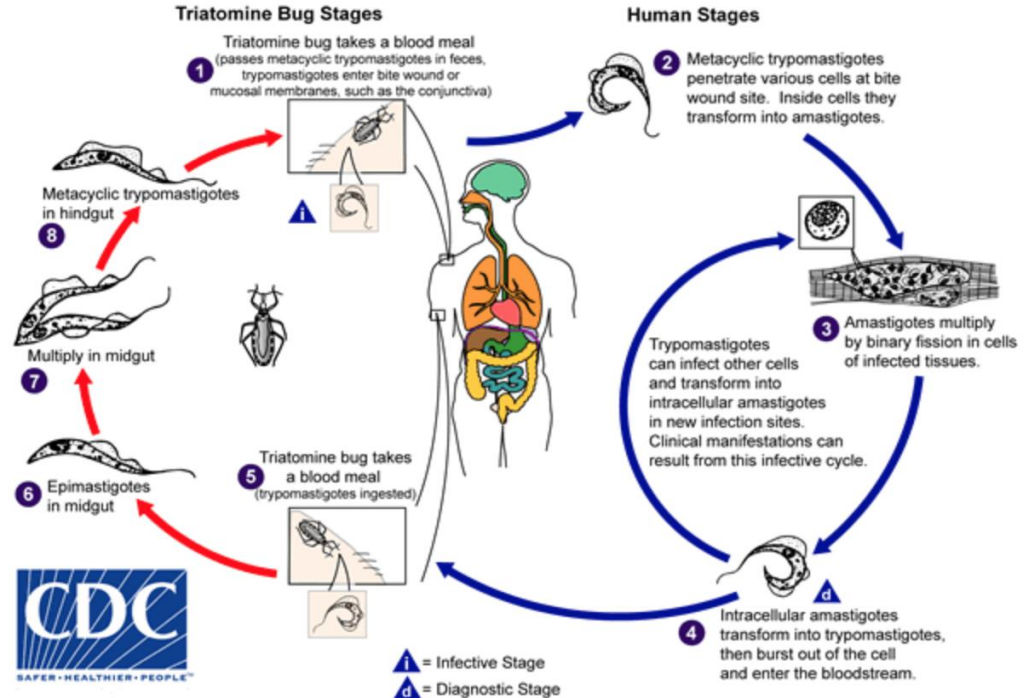 Triatomine Bug Stages
Human Stages
1
Triatomine bug takes a blood meal
(passes metacyclic trypomastigotes in feces,
trypomastigotes enter bite wound or
mucosal membranes, such as the conjunctiva)
i
2
Metacyclic trypomastigotes
penetrate various cells at bite
wound site. Inside cells they
transform into amastigotes.
3
Amastigotes multiply
by binary fission in cells
of infected tissues.
Trypomastigotes
can infect other cells
and transform into
intracellular amastigotes
in new infection sites.
Clinical manifestations can
result from this infective cycle.
d
4
Intracellular amastigotes
transform into trypomastigotes,
then burst out of the cell
and enter the bloodstream.
5
Triatomine bug takes
a blood meal
(trypomastigotes ingested)
6
Epimastigotes
in midgut
Multiply in midgut
7
Metacyclic trypomastigotes
in hindgut
8
CDC
SAFER•HEALTHIER•PEOPLE™
i = Infective Stage
d = Diagnostic Stage